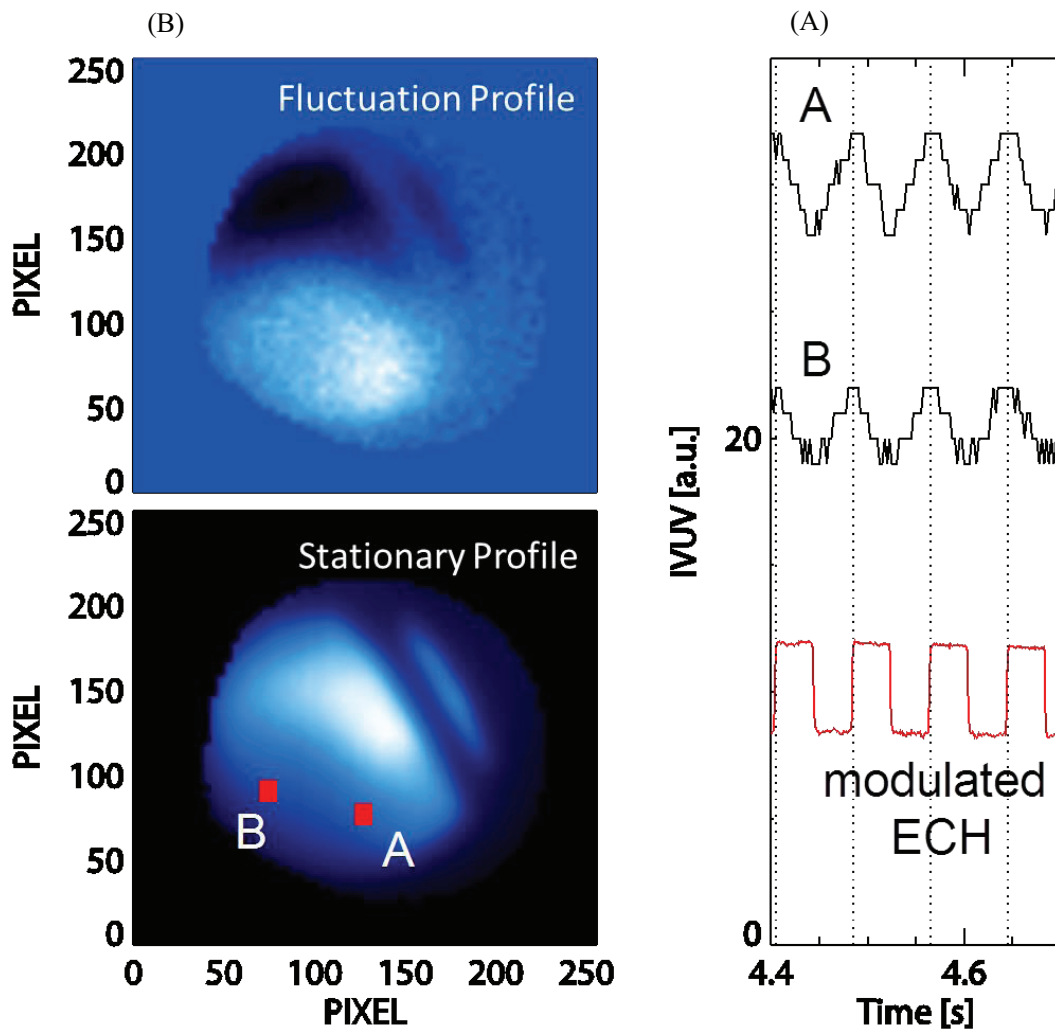 (B)
Fluctuation Profile
250
200
150
100
50
0
PIXEL
Stationary Profile
250
200
150
100
50
0
PIXEL
B
A
0 50 100 150 200 250
PIXEL
(A)
A
B
20
0
IVUV [a.u.]
modulated
ECH
4.4 4.6
Time [s]